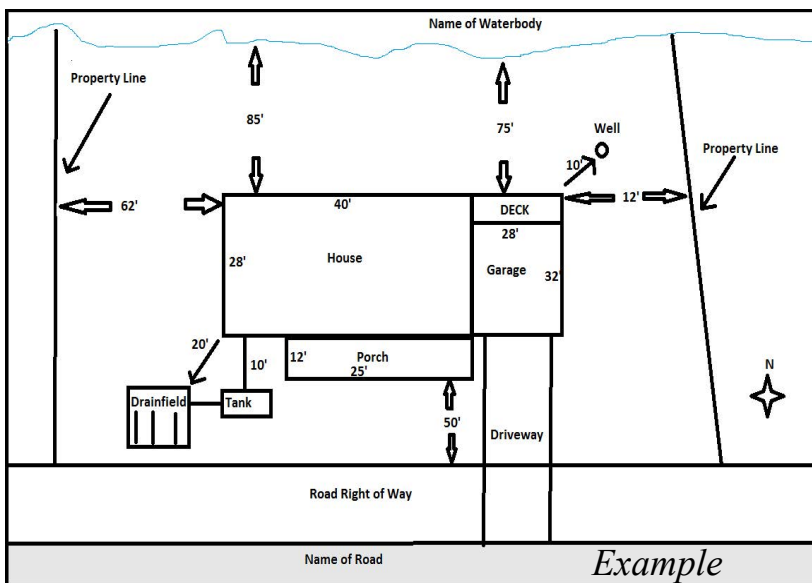 Name of Waterbody
Property Line
85'
75'
Well
10'
Property Line
62'
40'
DECK
12'
28'
28'
House
Garage
32'
20'
10'
12'
Porch
25'
N
Drainfield
Tank
50'
Driveway
Road Right of Way
Name of Road
Example